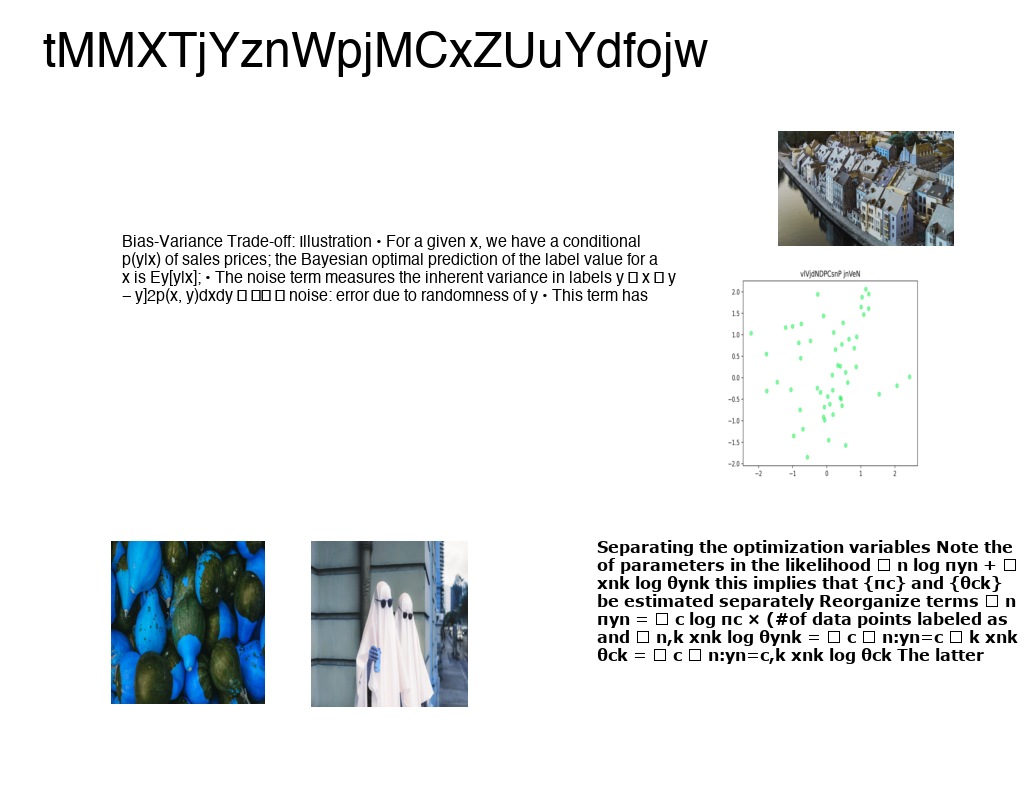 tMMXTjYznWpjMCxZUuYdfojw
Bias-Variance Trade-off: Illustration • For a given x, we have a conditional
p(y|x) of sales prices; the Bayesian optimal prediction of the label value for a
x is Ey[y|x]; • The noise term measures the inherent variance in labels y □ x □ y
– y]2p(x, y)dxdy □ □□ □ noise: error due to randomness of y • This term has
vlVjdNDPCsnP jnVeN
2.0
1.5
1.0
0.5
0.0
−0.5
−1.0
−1.5
−2.0
−2 −1 0 1 2
Separating the optimization variables Note the
of parameters in the likelihood □ n log πyn + □
xnk log θynk this implies that {πc} and {θck}
be estimated separately Reorganize terms □ n
πyn = □ c log πc × (#of data points labeled as
and □ n,k xnk log θynk = □ c □ n:yn=c □ k xnk
θck = □ c □ n:yn=c,k xnk log θck The latter